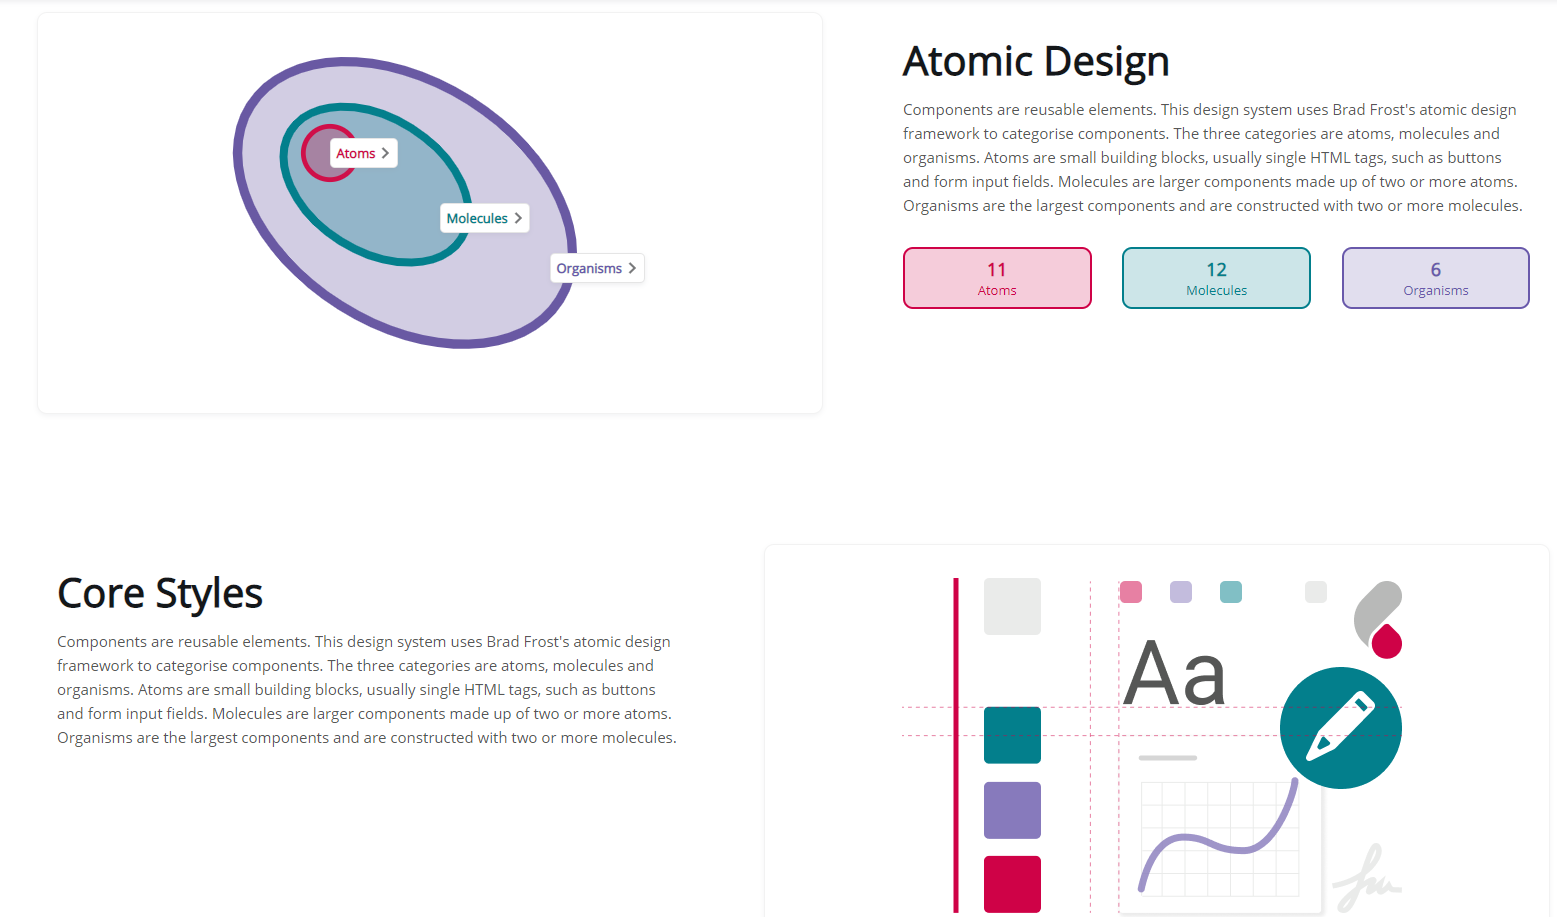 Atomic Design
Components are reusable elements. This design system uses Brad Frost's atomic design
framework to categorise components. The three categories are atoms, molecules and
organisms. Atoms are small building blocks, usually single HTML tags, such as buttons
and form input fields. Molecules are larger components made up of two or more atoms.
Organisms are the largest components and are constructed with two or more molecules.
11
Atoms
12
Molecules
6
Organisms
Atoms
Molecules
Organisms
Core Styles
Components are reusable elements. This design system uses Brad Frost's atomic design
framework to categorise components. The three categories are atoms, molecules and
organisms. Atoms are small building blocks, usually single HTML tags, such as buttons
and form input fields. Molecules are larger components made up of two or more atoms.
Organisms are the largest components and are constructed with two or more molecules.
Aa